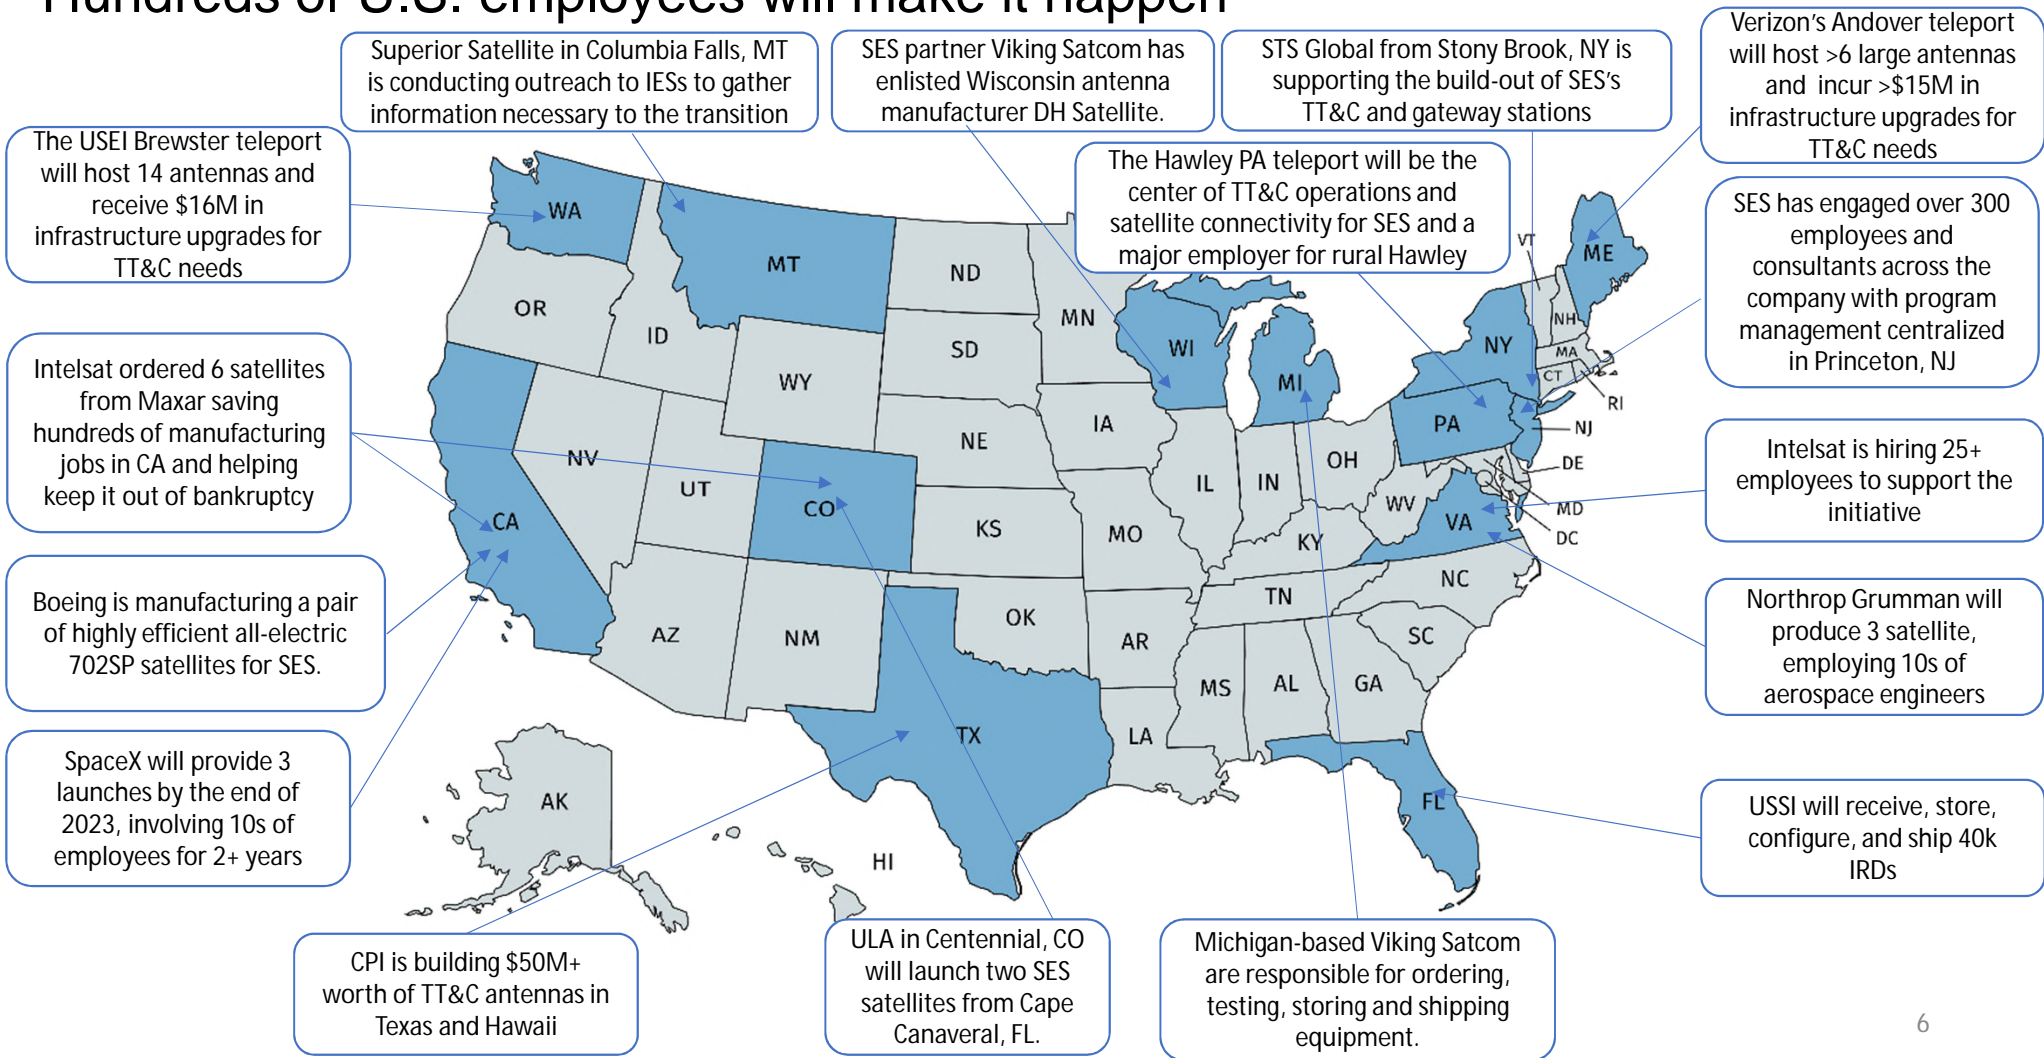 Hundreds of U.S. employees will make it happen
Superior Satellite in Columbia Falls, MT
is conducting outreach to IESs to gather
information necessary to the transition
SES partner Viking Satcom has
enlisted Wisconsin antenna
manufacturer DH Satellite.
STS Global from Stony Brook, NY is
supporting the build-out of SES's
TT&C and gateway stations
Verizon's Andover teleport
will host >6 large antennas
and incur >$15M in
infrastructure upgrades for
TT&C needs
The USEI Brewster teleport
will host 14 antennas and
receive $16M in
infrastructure upgrades for
TT&C needs
The Hawley PA teleport will be the
center of TT&C operations and
satellite connectivity for SES and a
major employer for rural Hawley
SES has engaged over 300
employees and
consultants across the
company with program
management centralized
in Princeton, NJ
Intelsat ordered 6 satellites
from Maxar saving
hundreds of manufacturing
jobs in CA and helping
keep it out of bankruptcy
Intelsat is hiring 25+
employees to support the
initiative
Boeing is manufacturing a pair
of highly efficient all-electric
702SP satellites for SES.
Northrop Grumman will
produce 3 satellite,
employing 10s of
aerospace engineers
SpaceX will provide 3
launches by the end of
2023, involving 10s of
employees for 2+ years
USSI will receive, store,
configure, and ship 40k
IRDs
CPI is building $50M+
worth of TT&C antennas in
Texas and Hawaii
ULA in Centennial, CO
will launch two SES
satellites from Cape
Canaveral, FL.
Michigan-based Viking Satcom
are responsible for ordering,
testing, storing and shipping
equipment.
WA
MT
ND
MN
VT
ME
OR
ID
SD
WI
MI
NY
NH
MA
CT
RI
WY
NE
IA
PA
NJ
NV
UT
CO
KS
MO
IL
IN
OH
WV
VA
DE
MD
DC
CA
KY
NC
AZ
NM
OK
AR
TN
SC
MS
AL
GA
TX
LA
FL
AK
HI
6